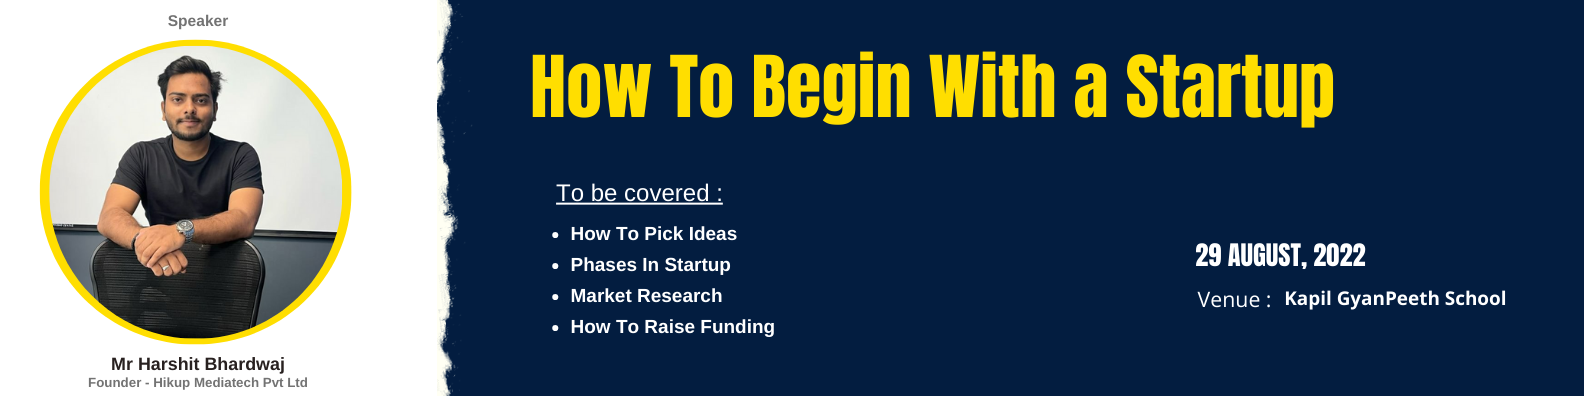 Speaker
Mr Harshit Bhardwaj
Founder - Hikup Mediatech Pvt Ltd
How To Begin With a Startup
To be covered :
• How To Pick Ideas
• Phases In Startup
• Market Research
• How To Raise Funding
29 AUGUST, 2022
Venue : Kapil GyanPeeth School